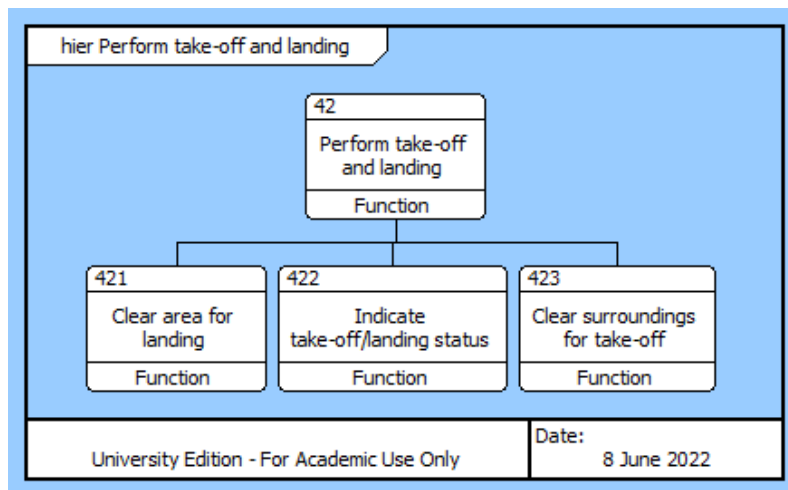 hier Perform take-off and landing
42
Perform take-off
and landing
Function
421
Clear area for
landing
Function
422
Indicate
take-off/landing status
Function
423
Clear surroundings
for take-off
Function
University Edition - For Academic Use Only
Date:
8 June 2022